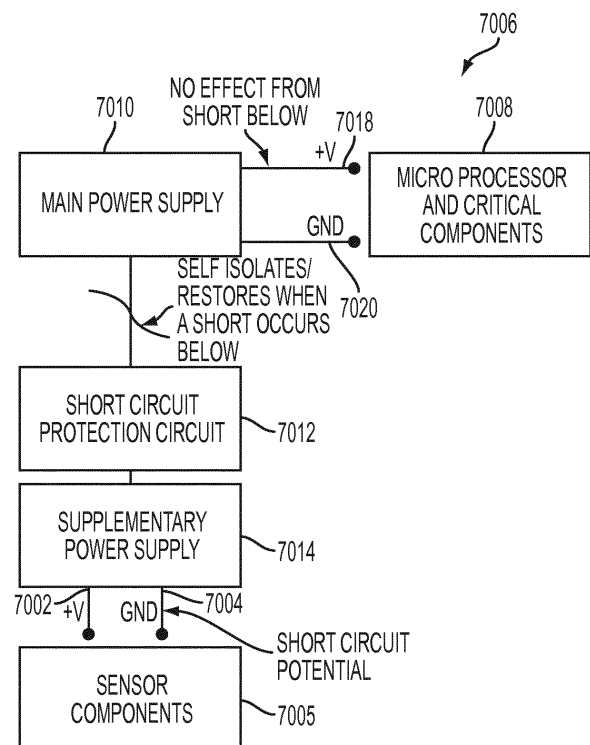 7006
NO EFFECT FROM
SHORT BELOW
7010
+V
7018
7008
MAIN POWER SUPPLY
MICRO PROCESSOR
AND CRITICAL
COMPONENTS
GND
7020
SELF ISOLATES/
RESTORES WHEN
A SHORT OCCURS
BELOW
SHORT CIRCUIT
PROTECTION CIRCUIT
7012
SUPPLEMENTARY
POWER SUPPLY
7014
7002
+V
GND
7004
SHORT CIRCUIT
POTENTIAL
SENSOR
COMPONENTS
7005